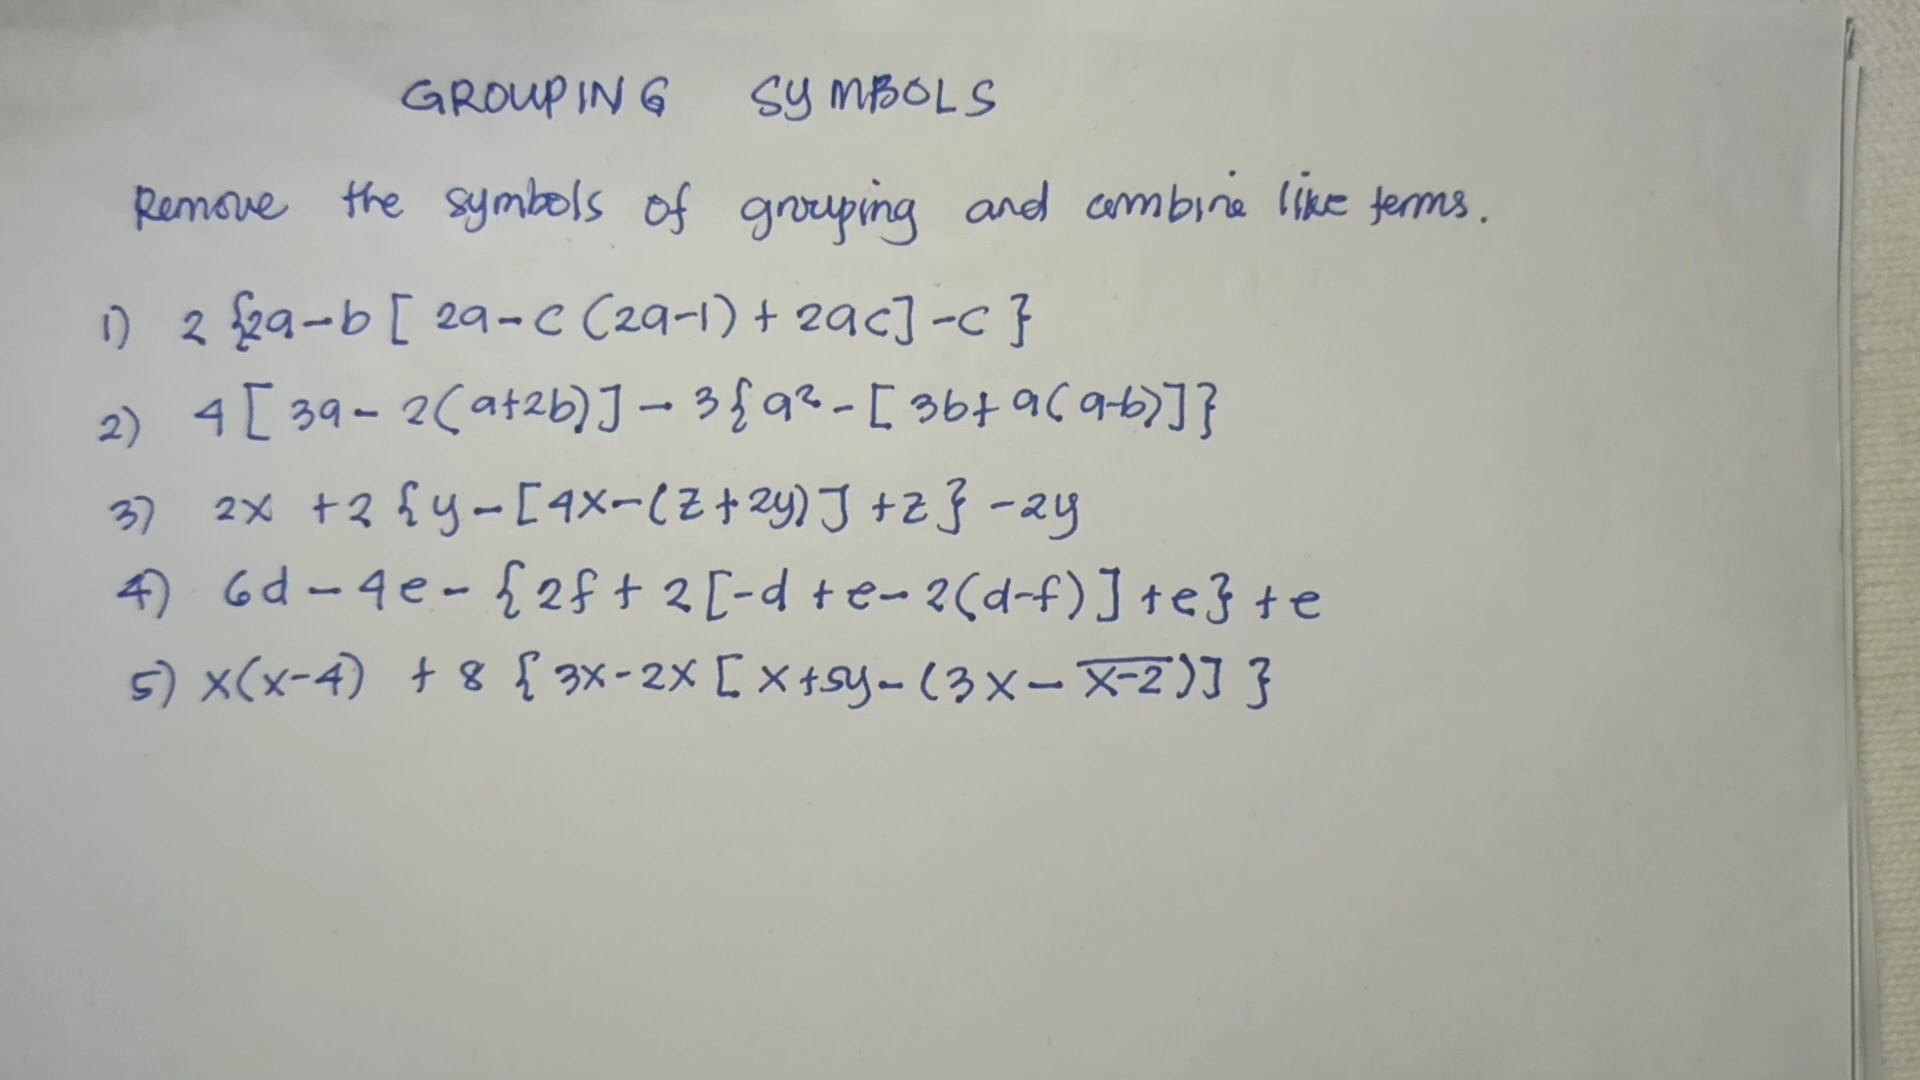 GROUPING SYMBOLS
Remove the symbols of grouping and combine like terms.
1) 2 {2a-b [ 2a-c (2a-1) + 2ac] -c }
2) 4 [ 3a - 2(a+2b)] - 3{a² - [ 3b+ a(a-b)]}
3) 2x +2 {y-[4x-(z+2y)] +z} -2y
4) 6d - 4e - {2f + 2 [-d +e- 2(d-f)] +e} +e
5) x(x-4) + 8 { 3x-2x [ x+5y-(3x- x̅-̅2̅)] }